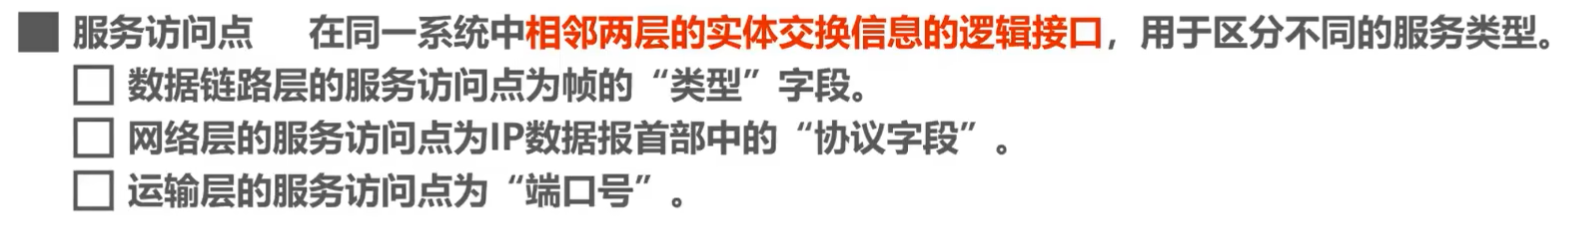 服务访问点 在同一系统中相邻两层的实体交换信息的逻辑接口，用于区分不同的服务类型。
数据链路层的服务访问点为帧的“类型”字段。
网络层的服务访问点为IP数据报首部中的“协议字段”。
运输层的服务访问点为“端口号”。